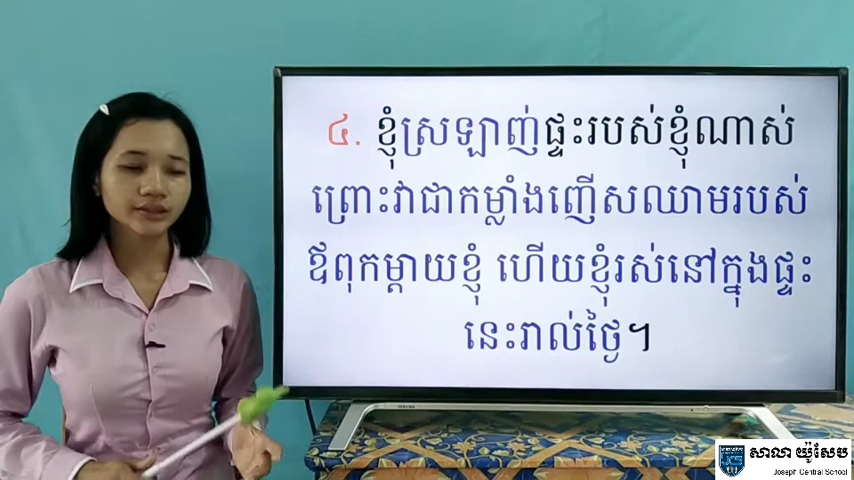 ៤. ខ្ញុំស្រឡាញ់ផ្ទះរបស់ខ្ញុំណាស់
ព្រោះវាជាកម្លាំងញើសឈាមរបស់
ឪពុកម្ដាយខ្ញុំ ហើយខ្ញុំរស់នៅក្នុងផ្ទះ
នេះរាល់ថ្ងៃ។
TOSHIBA
សាលា យ៉ូសែប
Joseph Central School
JCS